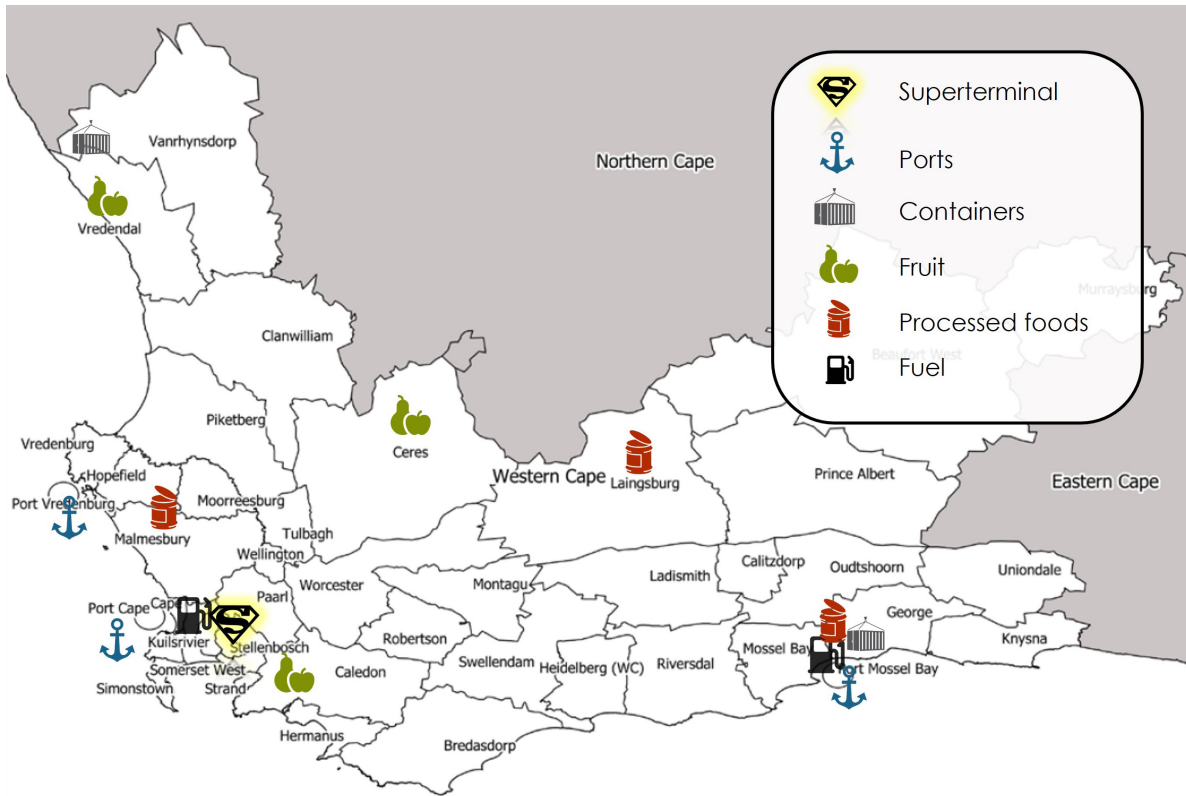 Superterminal
Ports
Containers
Fruit
Processed foods
Fuel
Northern Cape
Vanrhynsdorp
Vredendal
Murraysburg
Clanwilliam
Beaufort West
Piketberg
Vredenburg
Hopefield
Ceres
Western Cape
Laingsburg
Prince Albert
Eastern Cape
Port Vredenburg
Moorreesburg
Malmesbury
Tulbagh
Wellington
Worcester
Paarl
Montagu
Ladismith
Calitzdorp
Oudtshoorn
Uniondale
Port Cape
Cape
George
Kuilsrivier
Stellenbosch
Robertson
Knysna
Mossel Bay
Somerset West
Caledon
Swellendam
Heidelberg (WC)
Riversdal
rt Mossel Bay
Simonstown
Strand
Hermanus
Bredasdorp